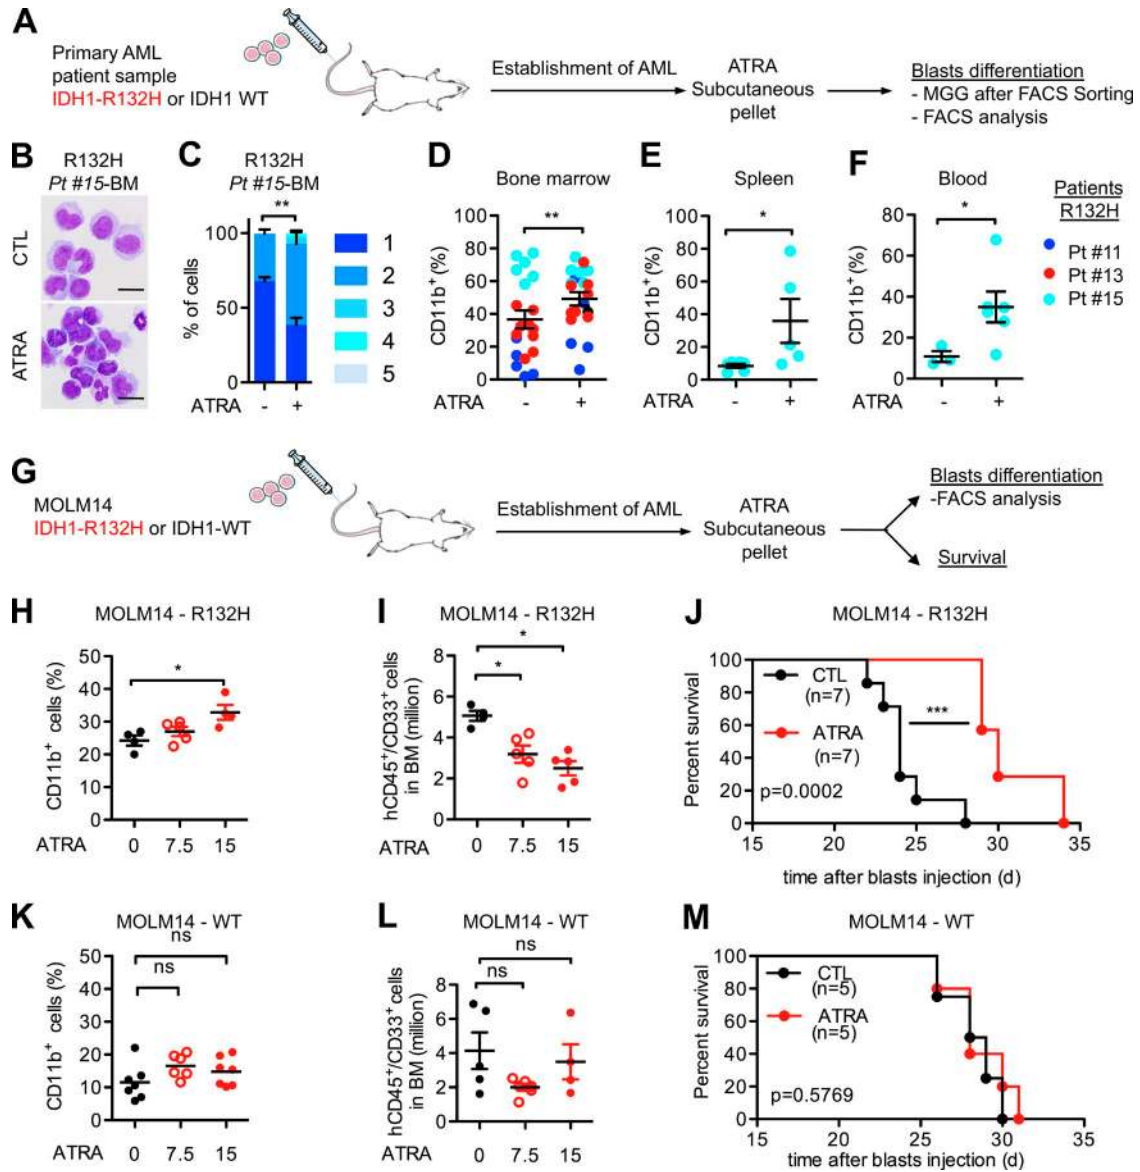 A
Primary AML
patient sample
IDH1-R132H or IDH1 WT
Establishment of AML
ATRA
Subcutaneous
pellet
Blasts differentiation
- MGG after FACS Sorting
- FACS analysis
B
R132H
Pt #15-BM
CTL
ATRA
C
R132H
Pt #15-BM
**
% of cells
100
50
0
ATRA - +
1
2
3
4
5
D
Bone marrow
**
CD11b+(%)
100
80
60
40
20
0
ATRA - +
E
Spleen
*
CD11b+(%)
100
80
60
40
20
0
ATRA - +
F
Blood
*
CD11b+(%)
80
60
40
20
0
ATRA - +
Patients
R132H
Pt #11
Pt #13
Pt #15
G
MOLM14
IDH1-R132H or IDH1-WT
Establishment of AML
ATRA
Subcutaneous
pellet
Blasts differentiation
-FACS analysis
Survival
H
MOLM14 - R132H
*
CD11b+ cells (%)
50
40
30
20
10
0
ATRA 0 7.5 15
I
MOLM14 - R132H
*
*
hCD45+/CD33+ cells
in BM (million)
8
6
4
2
0
ATRA 0 7.5 15
J
MOLM14 - R132H
Percent survival
100
80
60
40
20
0
CTL
(n=7)
ATRA
(n=7)
***
p=0.0002
15 20 25 30 35
time after blasts injection (d)
K
MOLM14 - WT
ns
ns
CD11b+ cells (%)
50
40
30
20
10
0
ATRA 0 7.5 15
L
MOLM14 - WT
ns
ns
hCD45+/CD33+ cells
in BM (million)
8
6
4
2
0
ATRA 0 7.5 15
M
MOLM14 - WT
Percent survival
100
80
60
40
20
0
CTL
(n=5)
ATRA
(n=5)
p=0.5769
15 20 25 30 35
time after blasts injection (d)